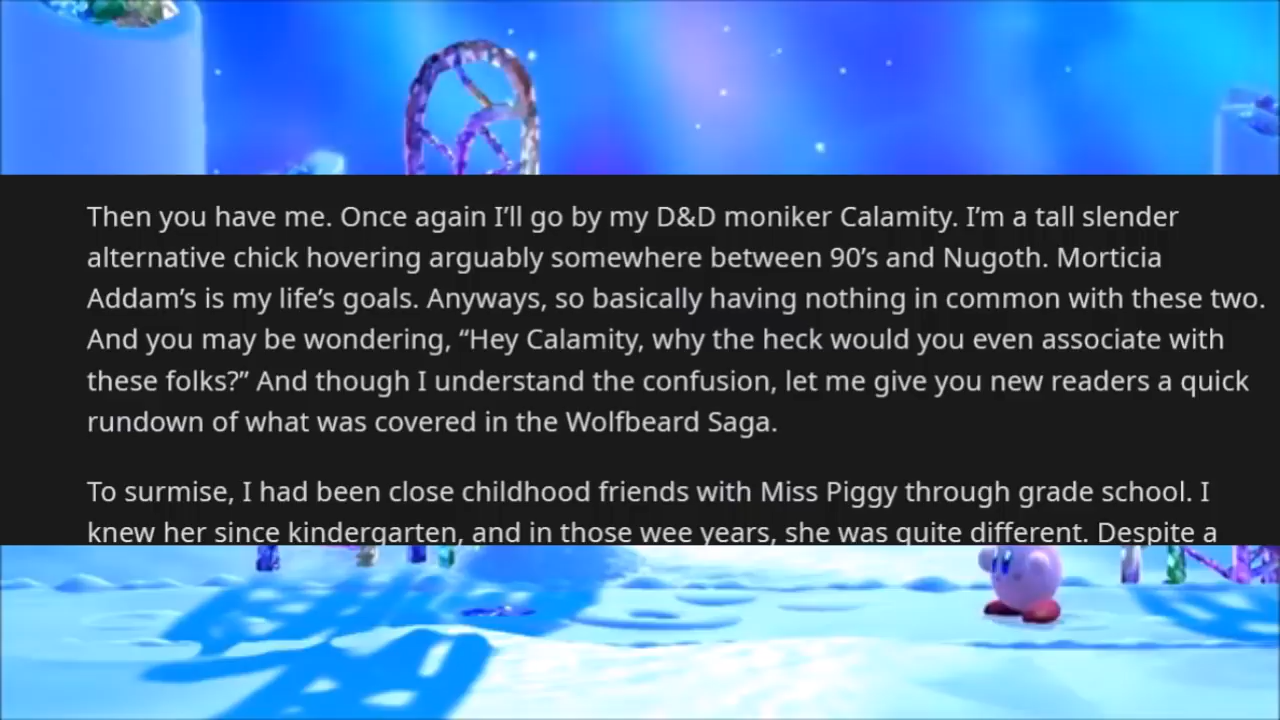 Then you have me. Once again I’ll go by my D&D moniker Calamity. I’m a tall slender
alternative chick hovering arguably somewhere between 90’s and Nugoth. Morticia
Addam’s is my life’s goals. Anyways, so basically having nothing in common with these two.
And you may be wondering, “Hey Calamity, why the heck would you even associate with
these folks?” And though I understand the confusion, let me give you new readers a quick
rundown of what was covered in the Wolfbeard Saga.
To surmise, I had been close childhood friends with Miss Piggy through grade school. I
knew her since kindergarten, and in those wee years, she was quite different. Despite a